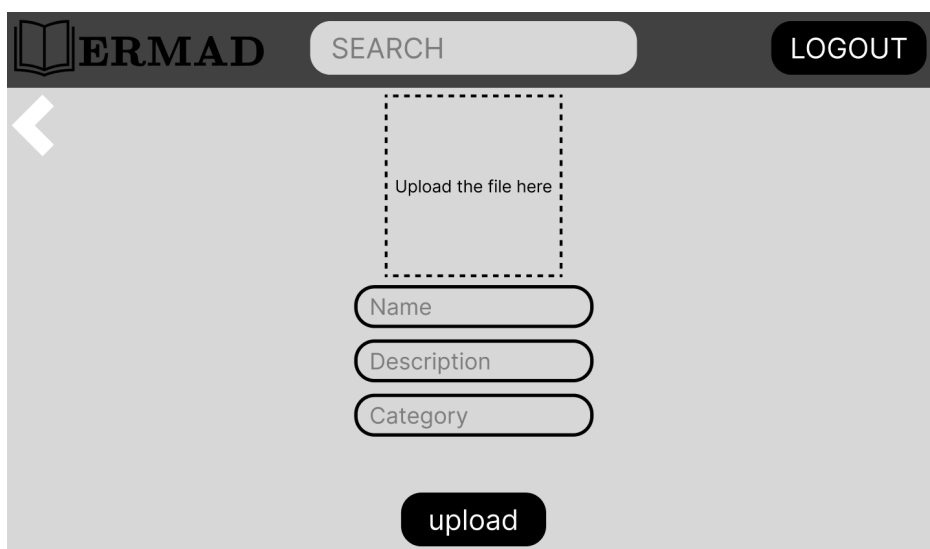 ERMAD
SEARCH
LOGOUT
Upload the file here
Name
Description
Category
upload